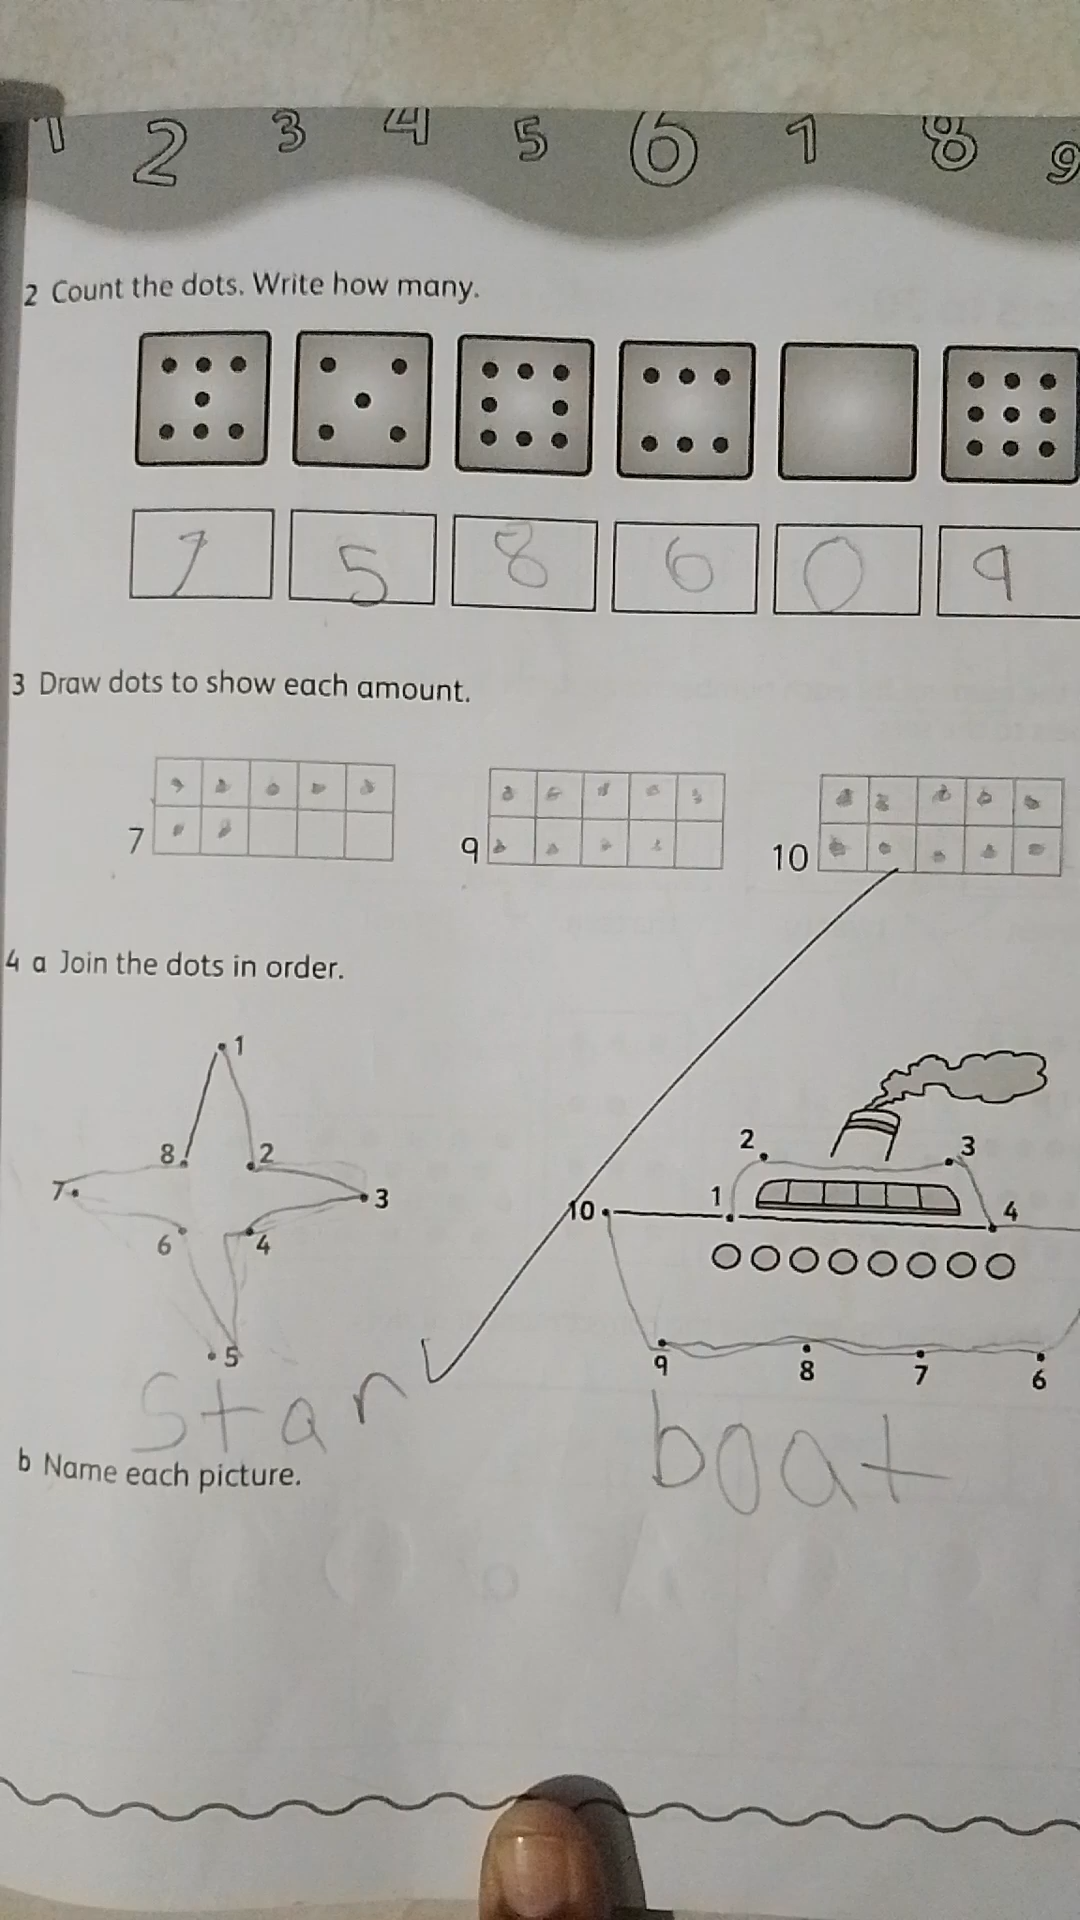 1 2 3 4 5 6 7 8 9
2 Count the dots. Write how many.
7 5 8 6 0 9
3 Draw dots to show each amount.
7 9 10
4 a Join the dots in order.
1
8 2
7 3
6 4
5
2 3
10 1 4
9 8 7 6
star boat
b Name each picture.